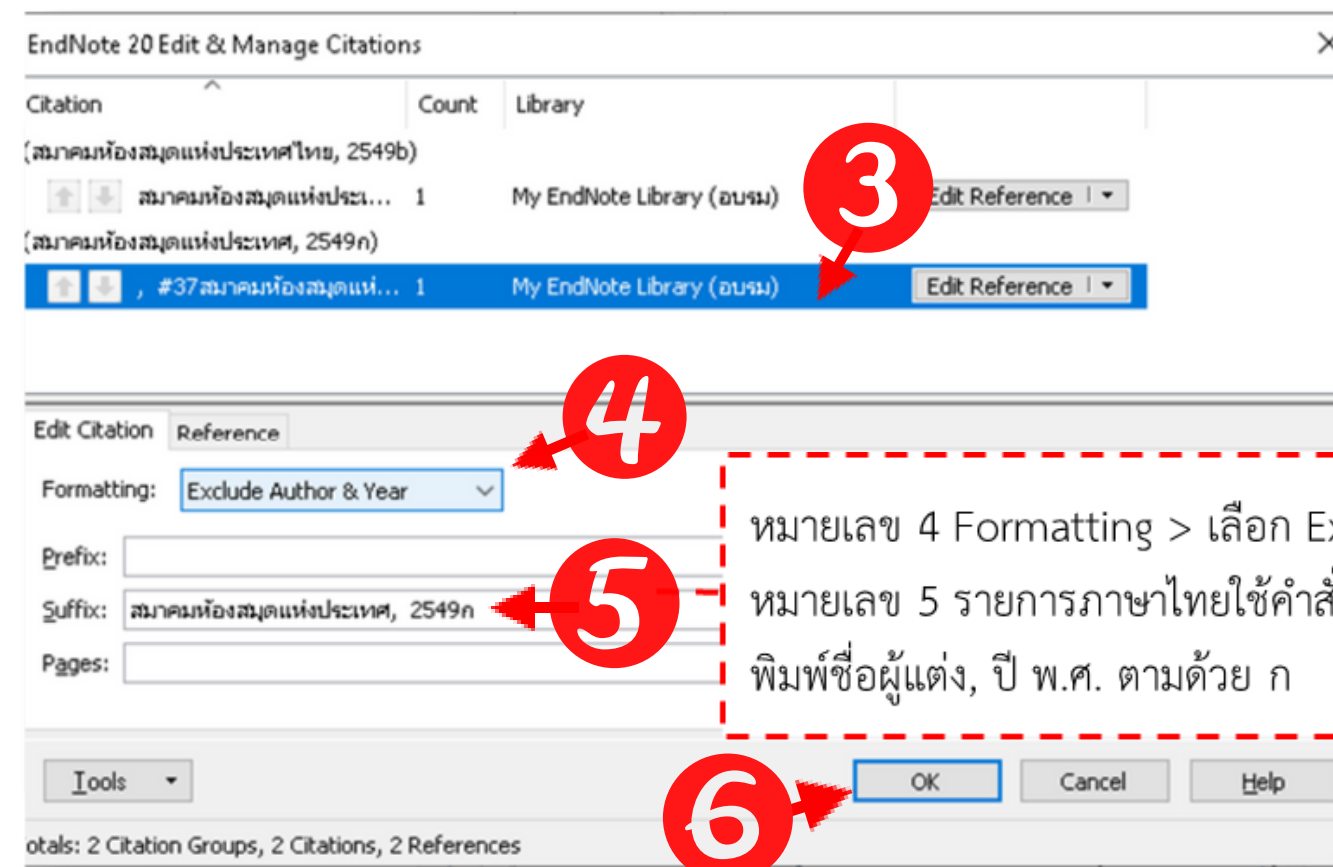 EndNote 20 Edit & Manage Citations
Citation Count Library
(สมาคมห้องสมุดแห่งประเทศไทย, 2549b)
สมาคมห้องสมุดแห่งประเ... 1 My EndNote Library (อบรม) Edit Reference
3
(สมาคมห้องสมุดแห่งประเทศ, 2549ก)
, #37สมาคมห้องสมุดแห่... 1 My EndNote Library (อบรม) Edit Reference
4
Edit Citation Reference
Formatting: Exclude Author & Year
หมายเลข 4 Formatting > เลือก Ex
Prefix:
5
หมายเลข 5 รายการภาษาไทยใช้คำสั่
Suffix: สมาคมห้องสมุดแห่งประเทศ, 2549ก
Pages:
พิมพ์ชื่อผู้แต่ง, ปี พ.ศ. ตามด้วย ก
6
Tools OK Cancel Help
otals: 2 Citation Groups, 2 Citations, 2 References